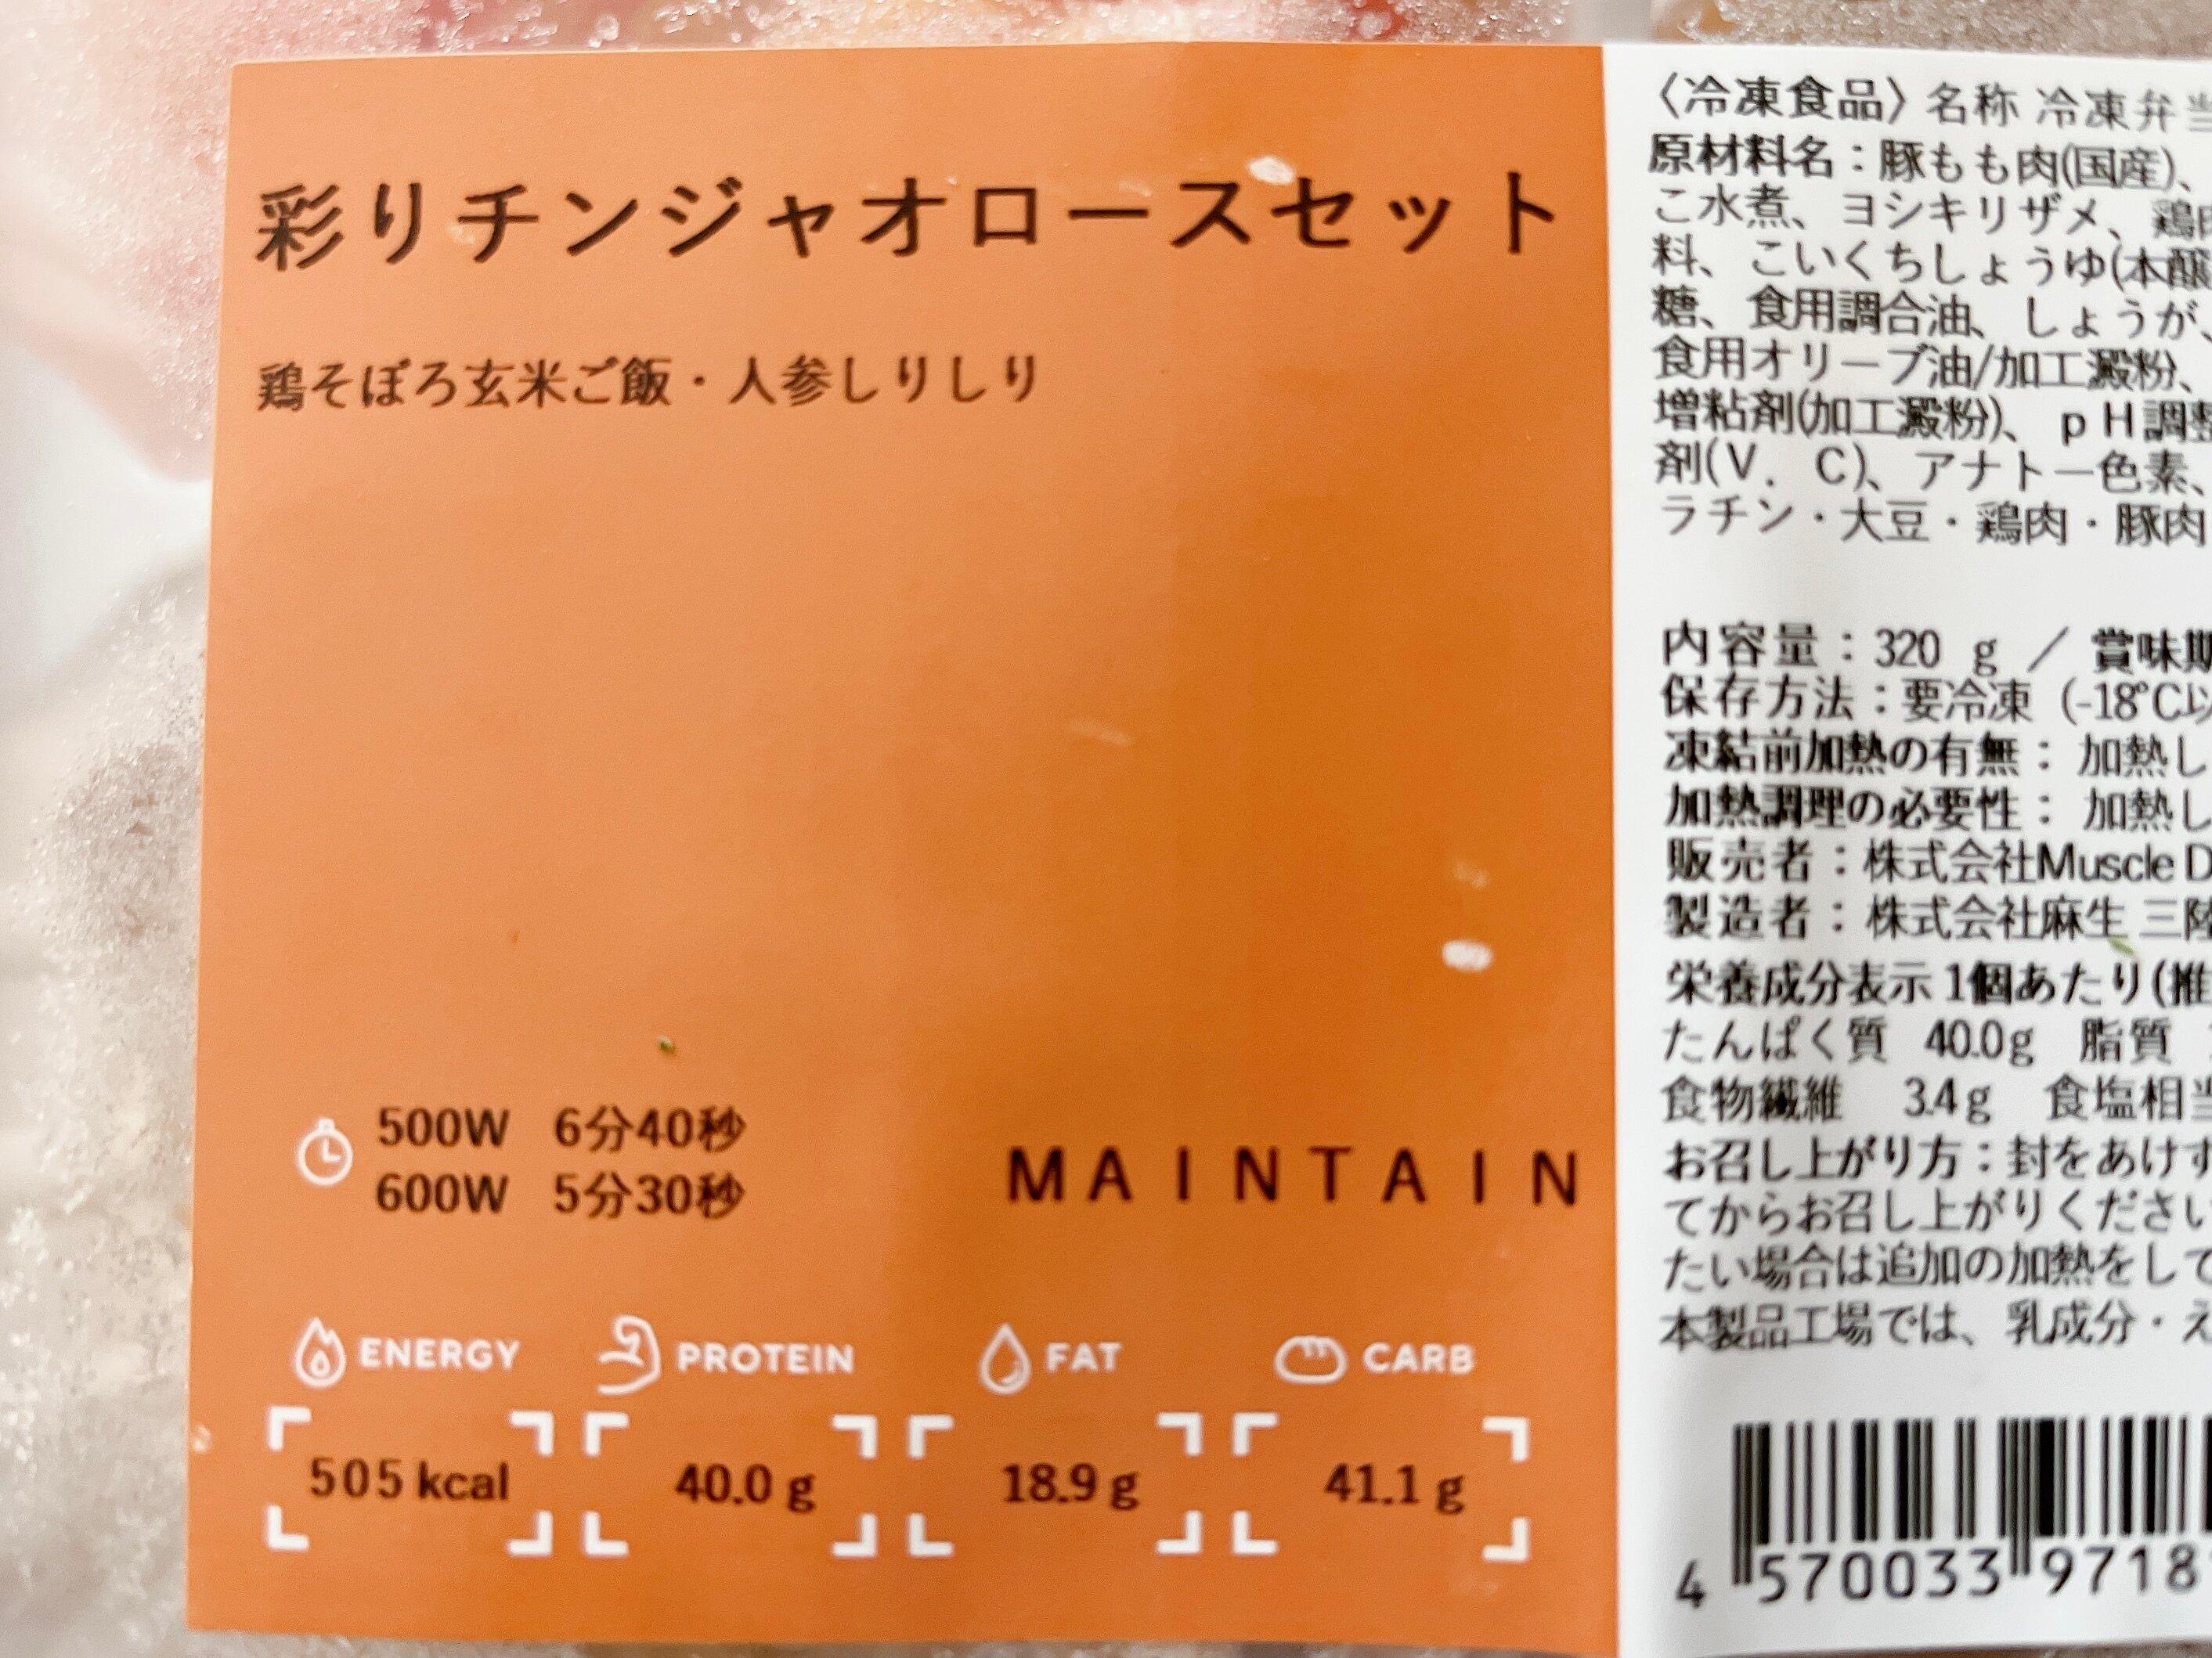 彩りチンジャオロースセット
鶏そぼろ玄米ご飯・人参しりしり
500W 6分40秒
600W 5分30秒
MAINTAIN
ENERGY PROTEIN FAT CARB
505 kcal 40.0 g 18.9 g 41.1 g
〈冷凍食品〉名称 冷凍弁当
原材料名：豚もも肉(国産)、
こ水煮、ヨシキリザメ、鶏
料、こいくちしょうゆ(本醸
糖、食用調合油、しょうが、
食用オリーブ油/加工澱粉、
増粘剤(加工澱粉)、pH調整
剤(V．C)、アナトー色素、
ラチン・大豆・鶏肉・豚肉
内容量：320 g ／ 賞味期
保存方法：要冷凍（-18℃以
凍結前加熱の有無：加熱し
加熱調理の必要性：加熱し
販売者：株式会社Muscle D
製造者：株式会社麻生 三陸
栄養成分表示 1個あたり(推
たんぱく質 40.0g 脂質
食物繊維 3.4g 食塩相当
お召し上がり方：封をあけず
てからお召し上がりください
たい場合は追加の加熱をして
本製品工場では、乳成分・え
4 570033 9718